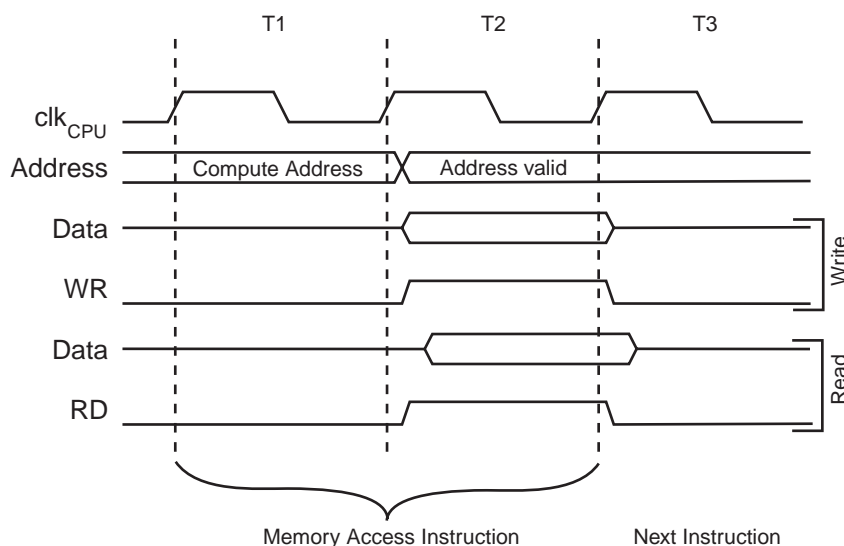 T1 T2 T3
clkCPU
Address Compute Address Address valid
Data
WR
Write
Data
RD
Read
Memory Access Instruction Next Instruction